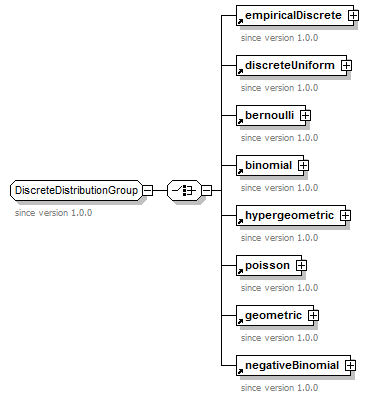 empiricalDiscrete
since version 1.0.0
discreteUniform
since version 1.0.0
bernoulli
since version 1.0.0
binomial
since version 1.0.0
DiscreteDistributionGroup
since version 1.0.0
hypergeometric
since version 1.0.0
poisson
since version 1.0.0
geometric
since version 1.0.0
negativeBinomial
since version 1.0.0